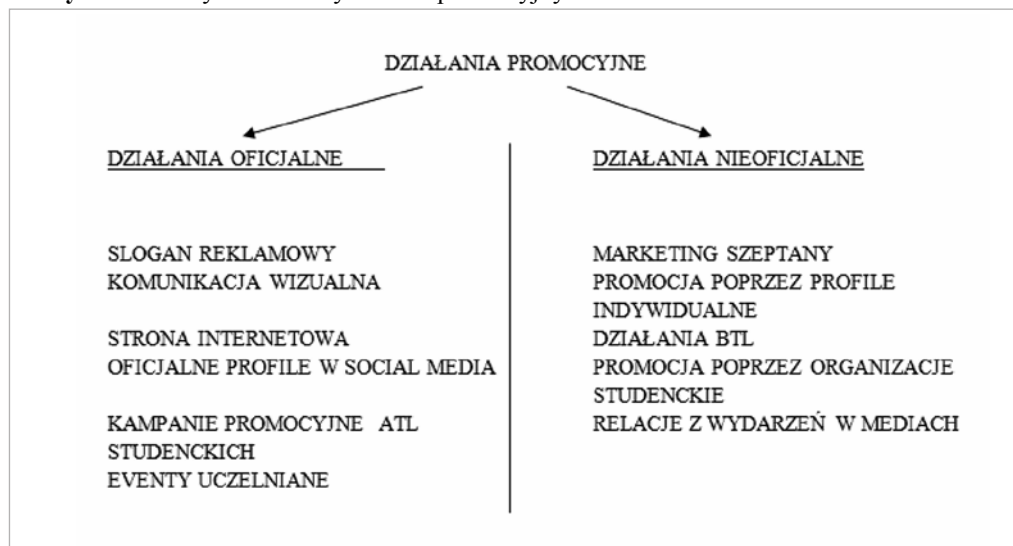 DZIAŁANIA PROMOCYJNE
DZIAŁANIA OFICJALNE
SLOGAN REKLAMOWY
KOMUNIKACJA WIZUALNA
STRONA INTERNETOWA
OFICJALNE PROFILE W SOCIAL MEDIA
KAMPANIE PROMOCYJNE ATL
STUDENCKICH
EVENTY UCZELNIANE
DZIAŁANIA NIEOFICJALNE
MARKETING SZEPTANY
PROMOCJA POPRZEZ PROFILE
INDYWIDUALNE
DZIAŁANIA BTL
PROMOCJA POPRZEZ ORGANIZACJE
STUDENCKIE
RELACJE Z WYDARZEŃ W MEDIACH